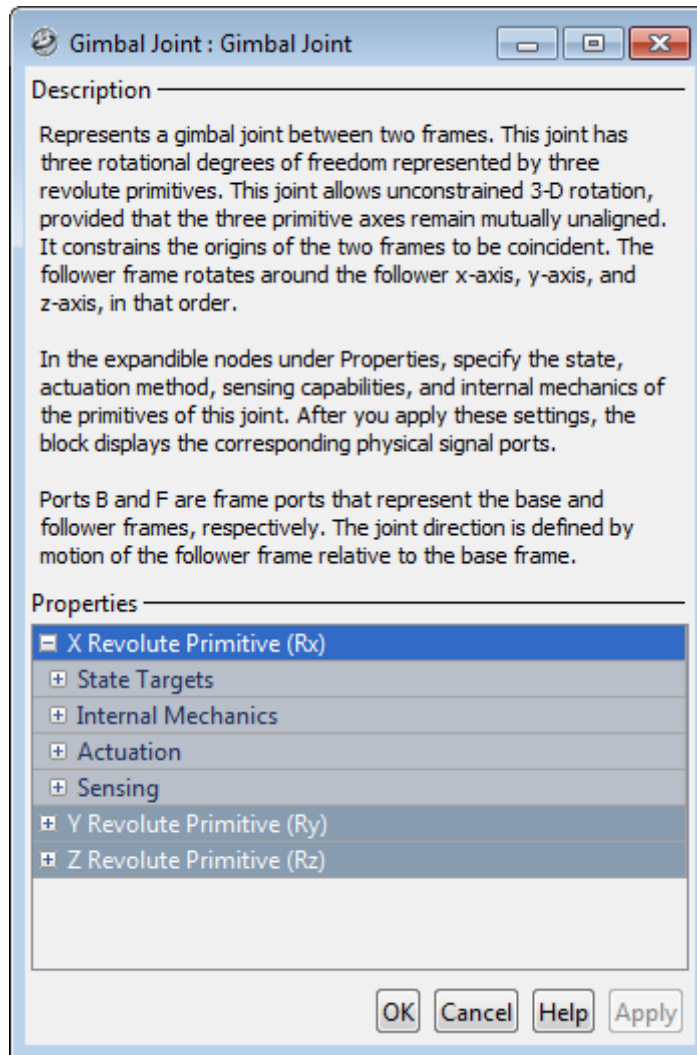 Gimbal Joint : Gimbal Joint
Description
Represents a gimbal joint between two frames. This joint has
three rotational degrees of freedom represented by three
revolute primitives. This joint allows unconstrained 3-D rotation,
provided that the three primitive axes remain mutually unaligned.
It constrains the origins of the two frames to be coincident. The
follower frame rotates around the follower x-axis, y-axis, and
z-axis, in that order.
In the expandible nodes under Properties, specify the state,
actuation method, sensing capabilities, and internal mechanics of
the primitives of this joint. After you apply these settings, the
block displays the corresponding physical signal ports.
Ports B and F are frame ports that represent the base and
follower frames, respectively. The joint direction is defined by
motion of the follower frame relative to the base frame.
Properties
X Revolute Primitive (Rx)
State Targets
Internal Mechanics
Actuation
Sensing
Y Revolute Primitive (Ry)
Z Revolute Primitive (Rz)
OK Cancel Help Apply